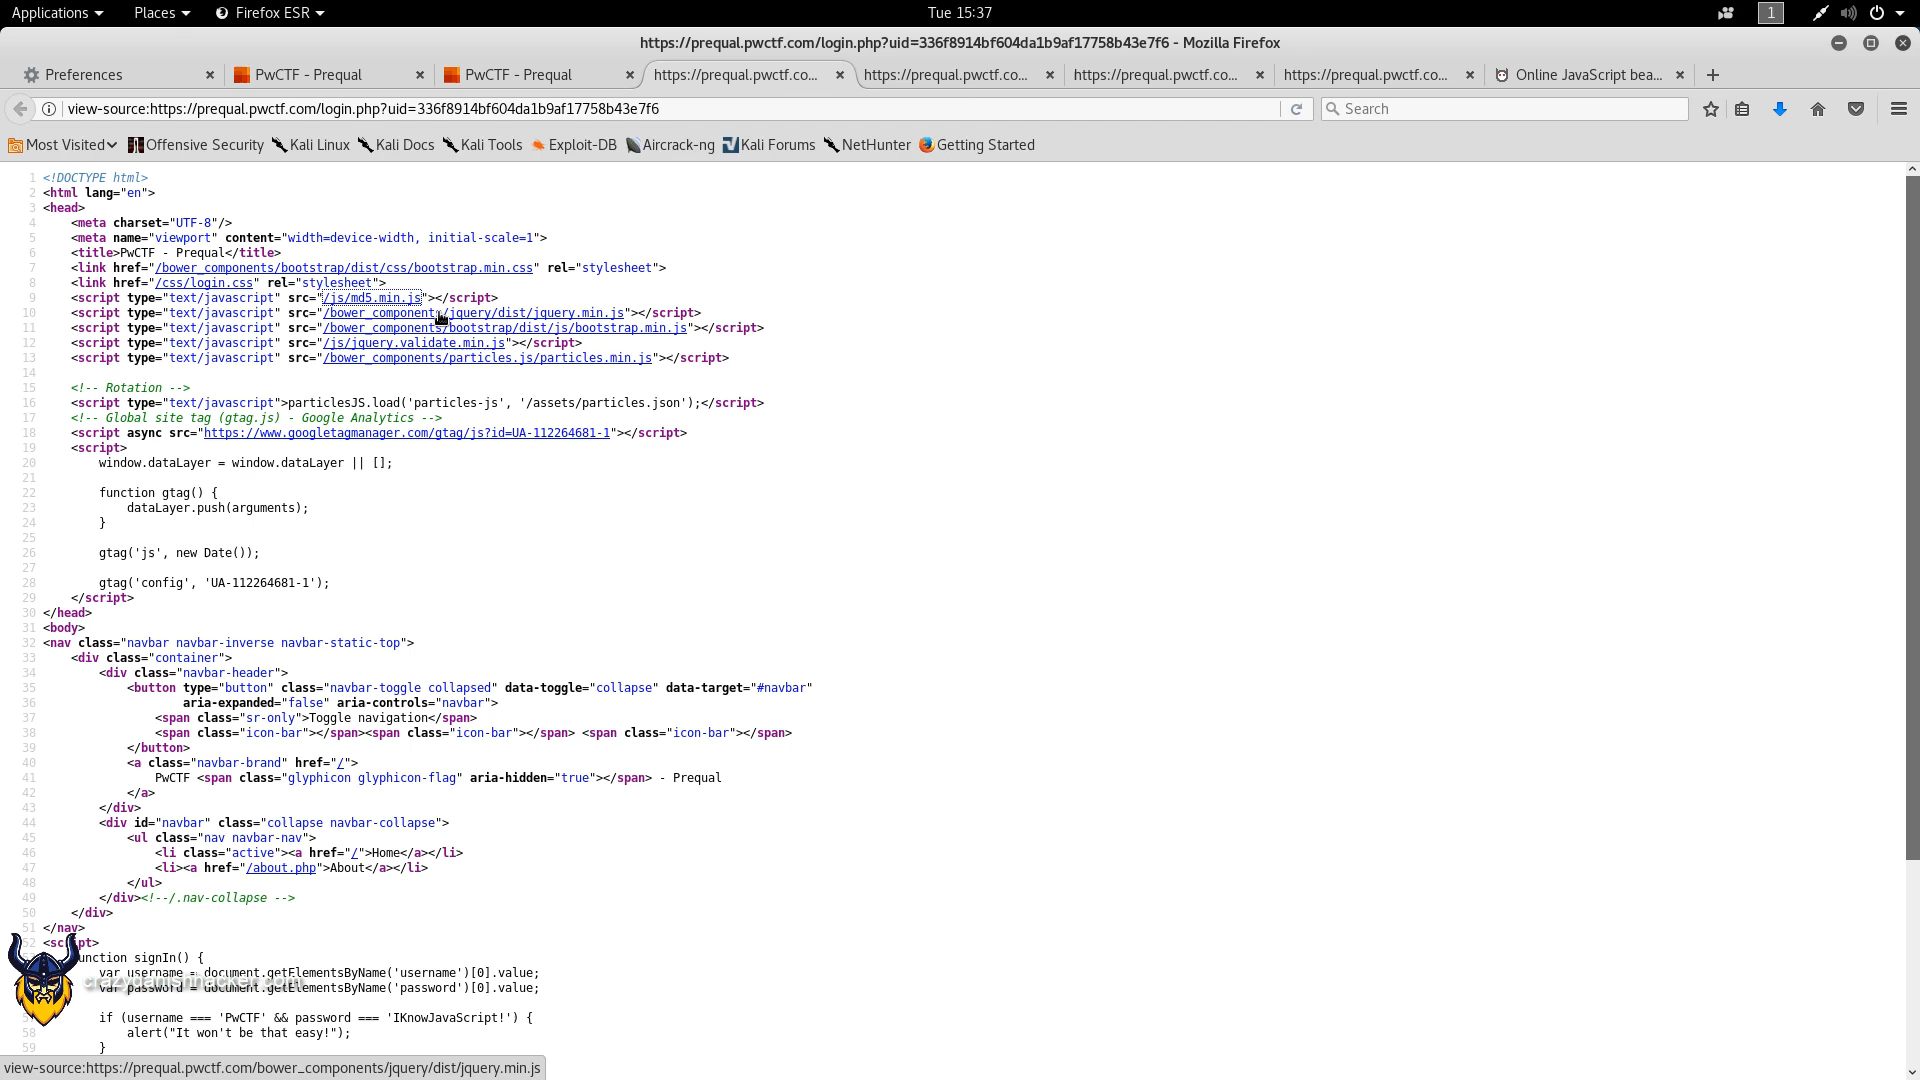 Applications Places Firefox ESR Tue 15:37 1
https://prequal.pwctf.com/login.php?uid=336f8914bf604da1b9af17758b43e7f6 - Mozilla Firefox
Preferences PwCTF - Prequal PwCTF - Prequal https://prequal.pwctf.co... https://prequal.pwctf.co... https://prequal.pwctf.co... https://prequal.pwctf.co... Online JavaScript bea...
view-source:https://prequal.pwctf.com/login.php?uid=336f8914bf604da1b9af17758b43e7f6 Search
Most Visited Offensive Security Kali Linux Kali Docs Kali Tools Exploit-DB Aircrack-ng Kali Forums NetHunter Getting Started
1 <!DOCTYPE html>
2 <html lang="en">
3 <head>
4 <meta charset="UTF-8"/>
5 <meta name="viewport" content="width=device-width, initial-scale=1">
6 <title>PwCTF - Prequal</title>
7 <link href="/bower_components/bootstrap/dist/css/bootstrap.min.css" rel="stylesheet">
8 <link href="/css/login.css" rel="stylesheet">
9 <script type="text/javascript" src="/js/md5.min.js"></script>
10 <script type="text/javascript" src="/bower_components/jquery/dist/jquery.min.js"></script>
11 <script type="text/javascript" src="/bower_components/bootstrap/dist/js/bootstrap.min.js"></script>
12 <script type="text/javascript" src="/js/jquery.validate.min.js"></script>
13 <script type="text/javascript" src="/bower_components/particles.js/particles.min.js"></script>
14
15 <!-- Rotation -->
16 <script type="text/javascript">particlesJS.load('particles-js', '/assets/particles.json');</script>
17 <!-- Global site tag (gtag.js) - Google Analytics -->
18 <script async src="https://www.googletagmanager.com/gtag/js?id=UA-112264681-1"></script>
19 <script>
20 window.dataLayer = window.dataLayer || [];
21
22 function gtag() {
23 dataLayer.push(arguments);
24 }
25
26 gtag('js', new Date());
27
28 gtag('config', 'UA-112264681-1');
29 </script>
30 </head>
31 <body>
32 <nav class="navbar navbar-inverse navbar-static-top">
33 <div class="container">
34 <div class="navbar-header">
35 <button type="button" class="navbar-toggle collapsed" data-toggle="collapse" data-target="#navbar"
36 aria-expanded="false" aria-controls="navbar">
37 <span class="sr-only">Toggle navigation</span>
38 <span class="icon-bar"></span><span class="icon-bar"></span> <span class="icon-bar"></span>
39 </button>
40 <a class="navbar-brand" href="/">
41 PwCTF <span class="glyphicon glyphicon-flag" aria-hidden="true"></span> - Prequal
42 </a>
43 </div>
44 <div id="navbar" class="collapse navbar-collapse">
45 <ul class="nav navbar-nav">
46 <li class="active"><a href="/">Home</a></li>
47 <li><a href="/about.php">About</a></li>
48 </ul>
49 </div><!--/.nav-collapse -->
50 </div>
51 </nav>
52 <script>
unction signIn() {
var username = document.getElementsByName('username')[0].value;
crazydanishhacker.com
var password = document.getElementsByName('password')[0].value;
if (username === 'PwCTF' && password === 'IKnowJavaScript!') {
58 alert("It won't be that easy!");
59 }
view-source:https://prequal.pwctf.com/bower_components/jquery/dist/jquery.min.js